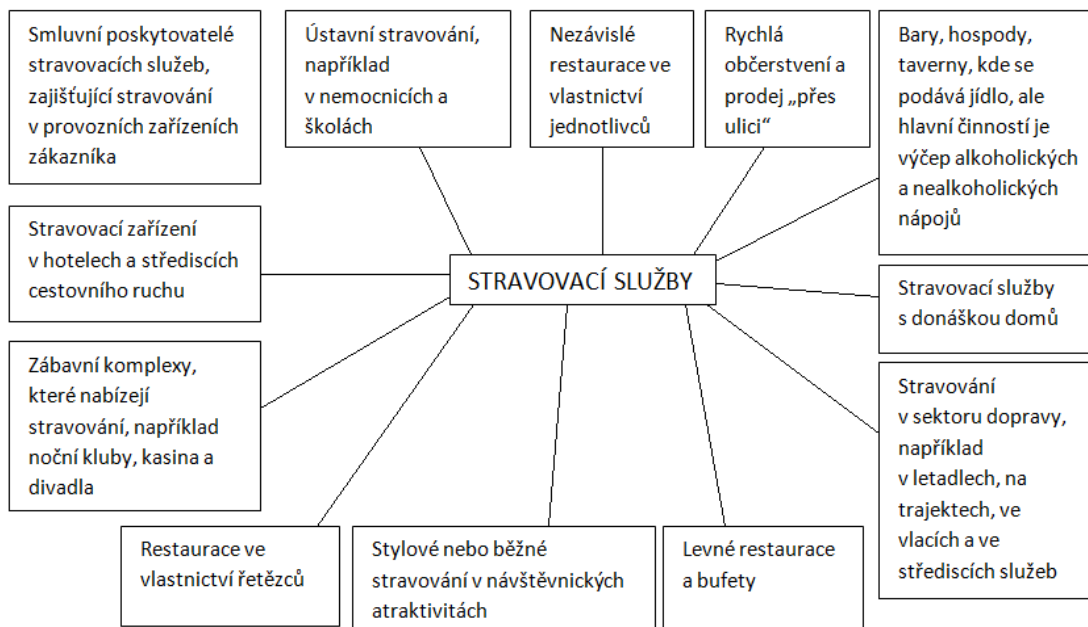 Smluvní poskytovatelé
stravovacích služeb,
zajišťující stravování
v provozních zařízeních
zákazníka
Ústavní stravování,
například
v nemocnicích a
školách
Nezávislé
restaurace ve
vlastnictví
jednotlivců
Rychlá
občerstvení a
prodej „přes
ulici“
Bary, hospody,
taverny, kde se
podává jídlo, ale
hlavní činností je
výčep alkoholických
a nealkoholických
nápojů
Stravovací zařízení
v hotelech a střediscích
cestovního ruchu
STRAVOVACÍ SLUŽBY
Stravovací služby
s donáškou domů
Zábavní komplexy,
které nabízejí
stravování, například
noční kluby, kasina a
divadla
Stravování
v sektoru dopravy,
například
v letadlech, na
trajektech, ve
vlacích a ve
střediscích služeb
Restaurace ve
vlastnictví řetězců
Stylové nebo běžné
stravování v návštěvnických
atraktivitách
Levné restaurace
a bufety